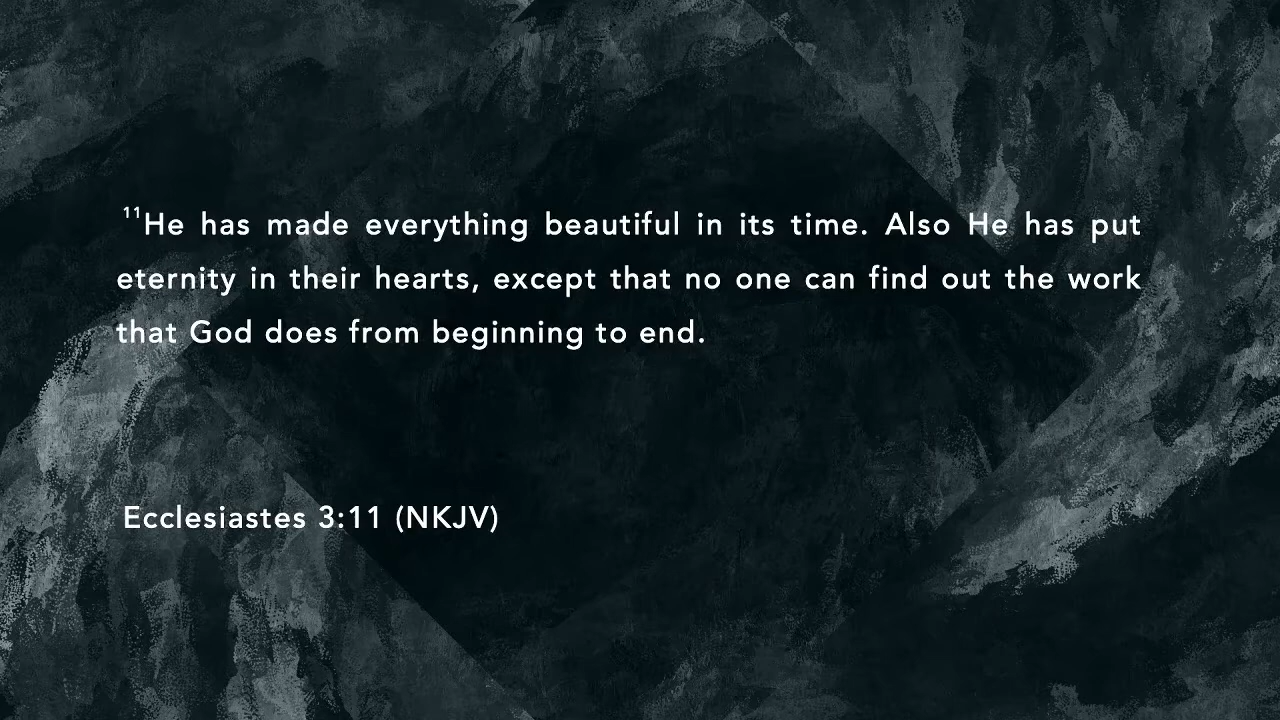 11He has made everything beautiful in its time. Also He has put
eternity in their hearts, except that no one can find out the work
that God does from beginning to end.
Ecclesiastes 3:11 (NKJV)